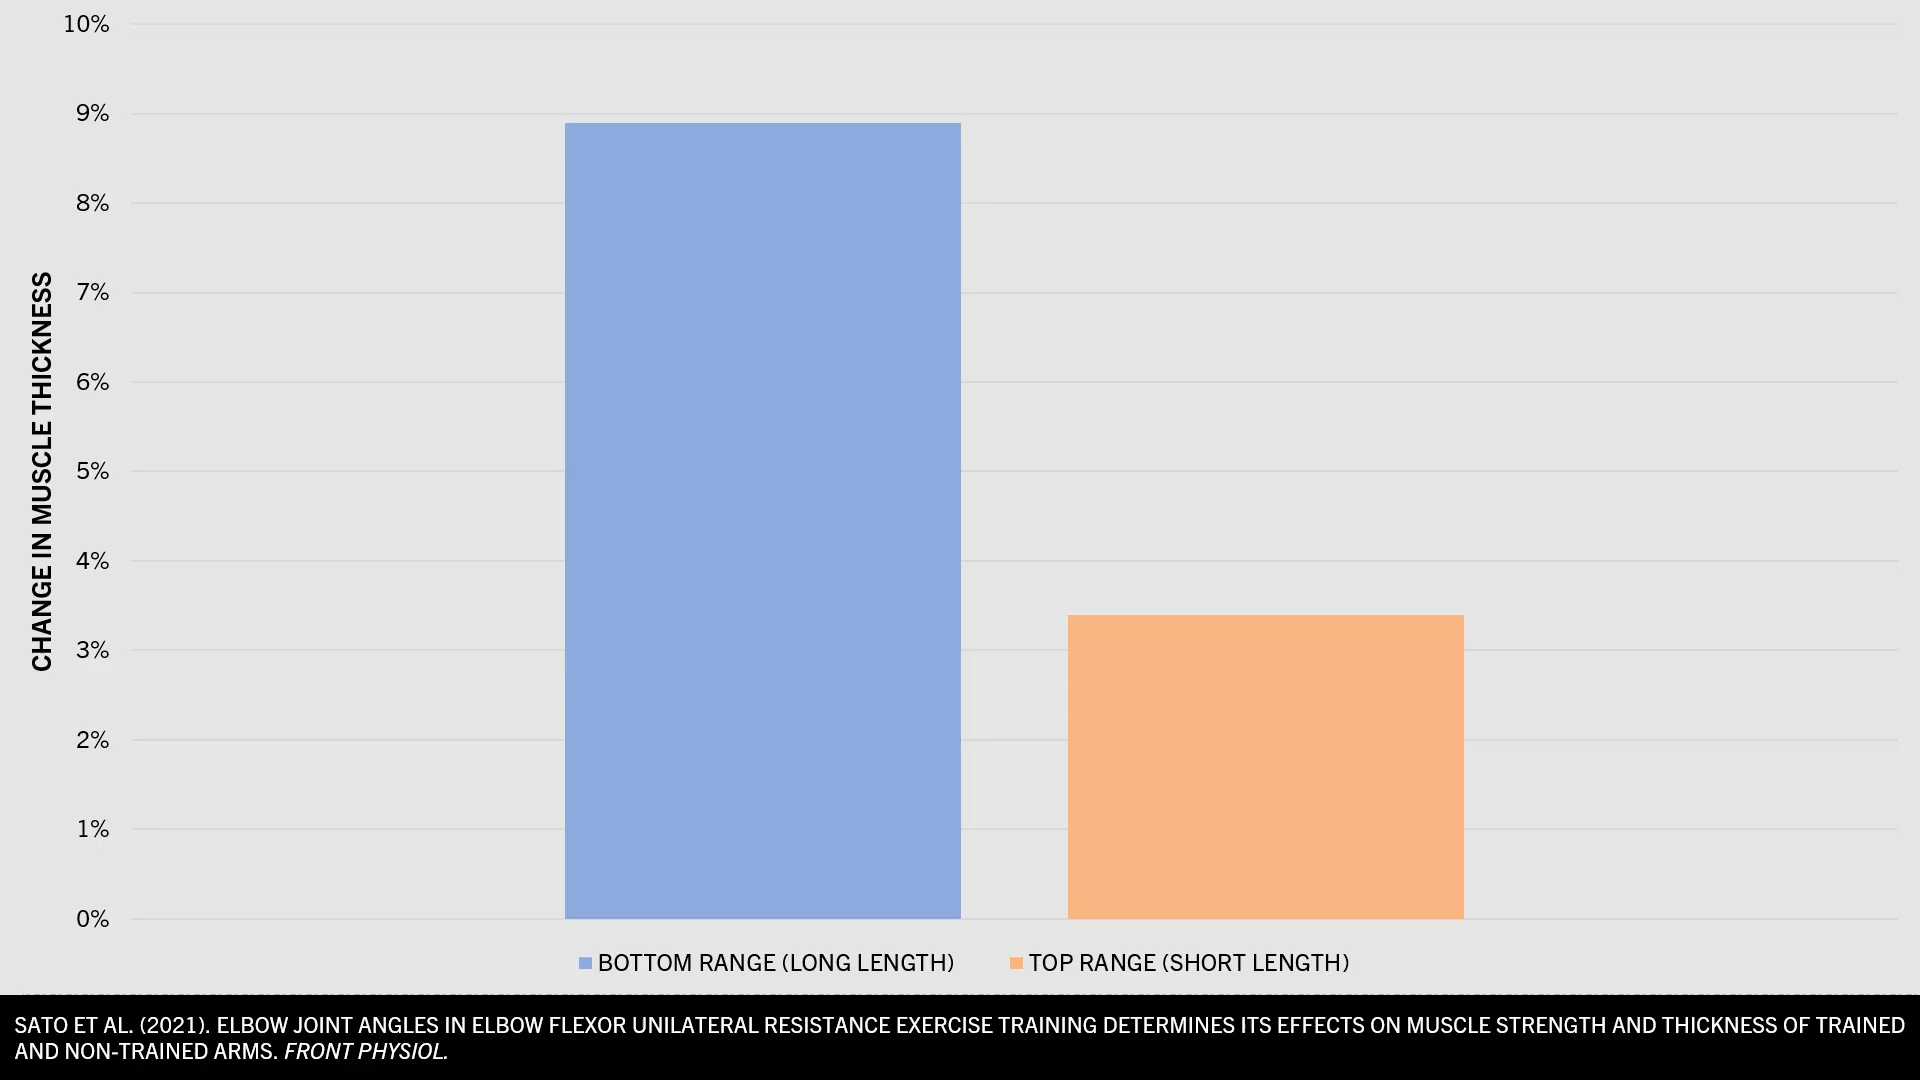 10%
9%
8%
7%
6%
5%
4%
3%
2%
1%
0%
CHANGE IN MUSCLE THICKNESS
BOTTOM RANGE (LONG LENGTH)
TOP RANGE (SHORT LENGTH)
SATO ET AL. (2021). ELBOW JOINT ANGLES IN ELBOW FLEXOR UNILATERAL RESISTANCE EXERCISE TRAINING DETERMINES ITS EFFECTS ON MUSCLE STRENGTH AND THICKNESS OF TRAINED
AND NON-TRAINED ARMS. FRONT PHYSIOL.